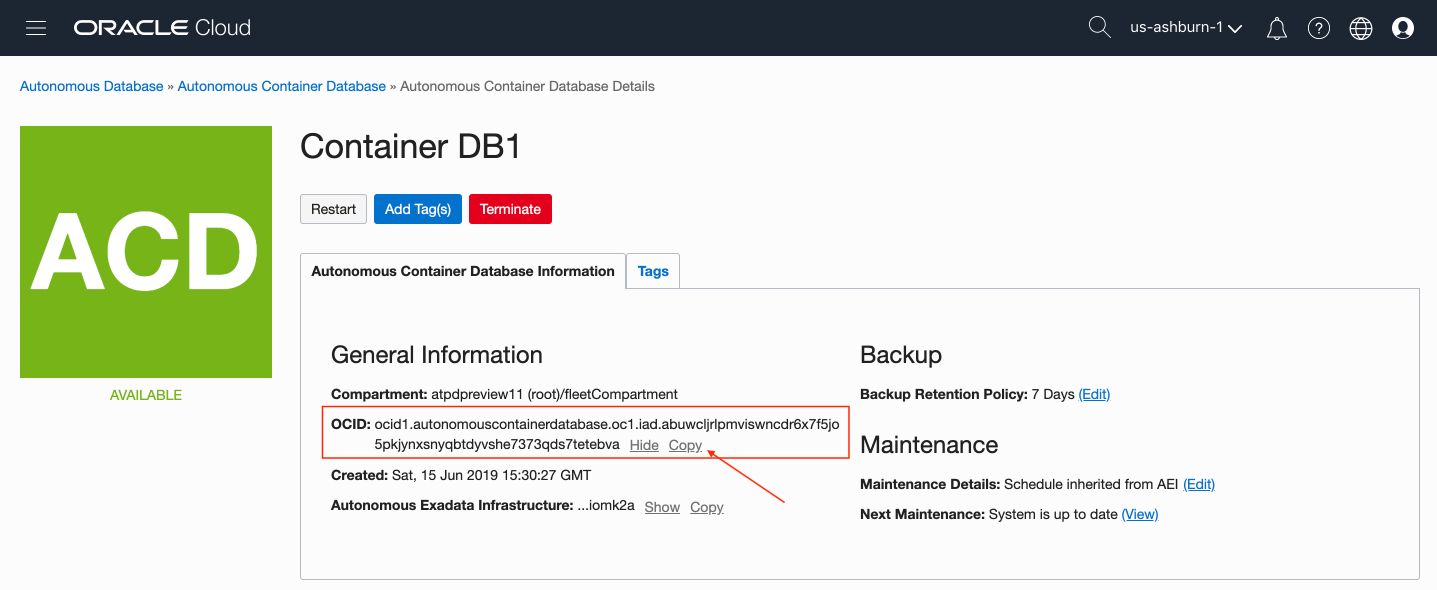 ORACLE Cloud
us-ashburn-1
Autonomous Database » Autonomous Container Database » Autonomous Container Database Details
ACD
AVAILABLE
Container DB1
Restart Add Tag(s) Terminate
Autonomous Container Database Information Tags
General Information
Compartment: atpdpreview11 (root)/fleetCompartment
OCID: ocid1.autonomouscontainerdatabase.oc1.iad.abuwcljrlpmviswncdr6x7f5jo
5pkjynxsnyqbtdyvshe7373qds7tetebva Hide Copy
Created: Sat, 15 Jun 2019 15:30:27 GMT
Autonomous Exadata Infrastructure: ...iomk2a Show Copy
Backup
Backup Retention Policy: 7 Days (Edit)
Maintenance
Maintenance Details: Schedule inherited from AEI (Edit)
Next Maintenance: System is up to date (View)